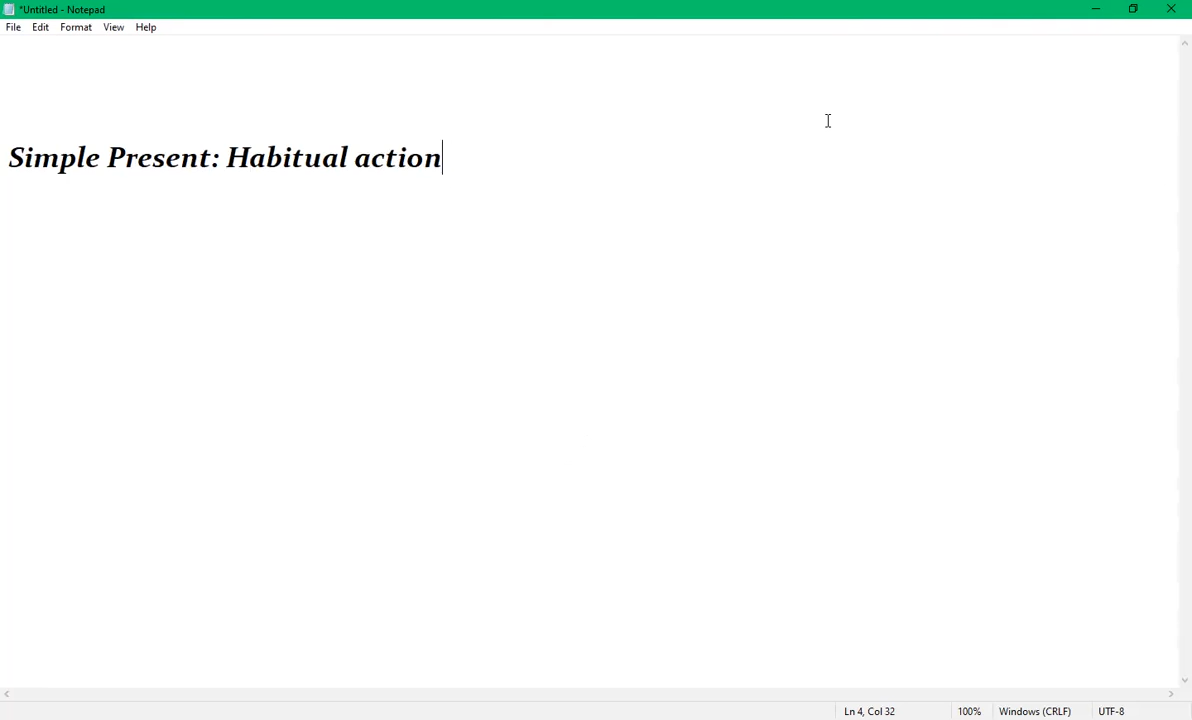 *Untitled - Notepad
File Edit Format View Help
Simple Present: Habitual action
Ln 4, Col 32 100% Windows (CRLF) UTF-8